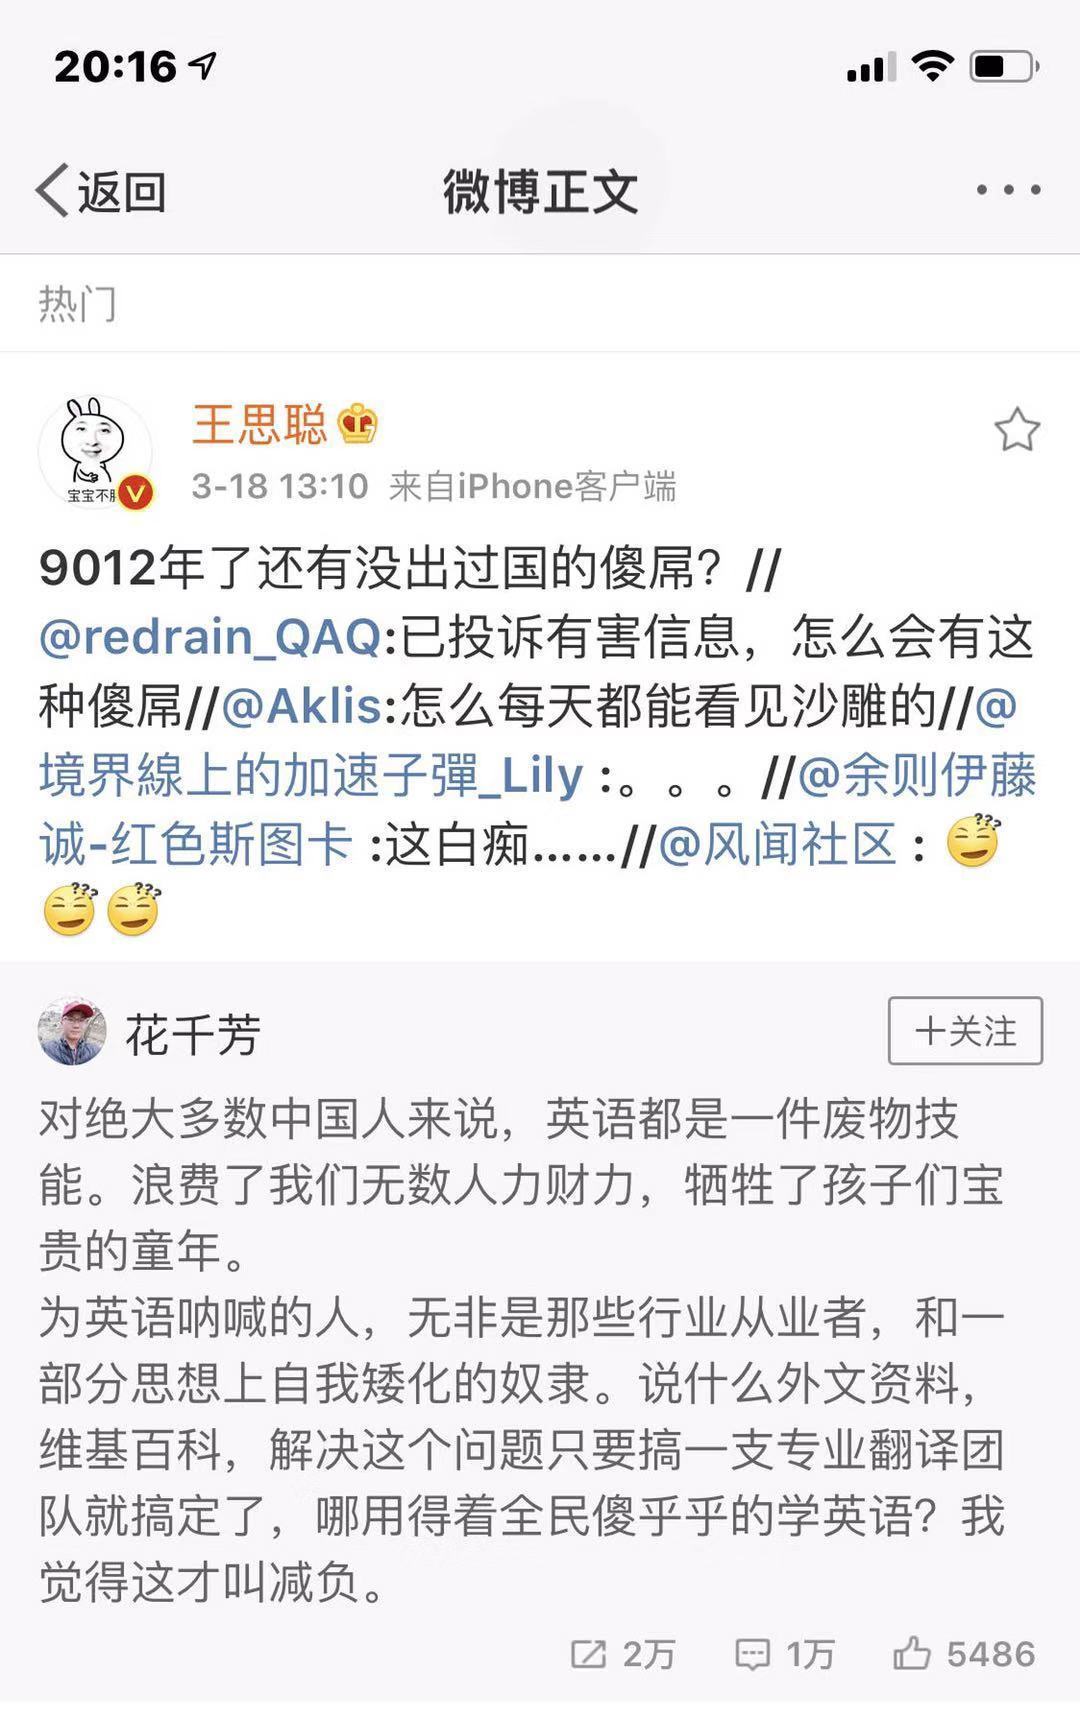 20:16
返回
微博正文
热门
王思聪
3-18 13:10 来自iPhone客户端
宝宝不
9012年了还有没出过国的傻屌？//
@redrain_QAQ:已投诉有害信息，怎么会有这
种傻屌//@Aklis:怎么每天都能看见沙雕的//@
境界線上的加速子彈_Lily :。。。//@余则伊藤
诚-红色斯图卡 :这白痴……//@风闻社区：
花千芳
+关注
对绝大多数中国人来说，英语都是一件废物技
能。浪费了我们无数人力财力，牺牲了孩子们宝
贵的童年。
为英语呐喊的人，无非是那些行业从业者，和一
部分思想上自我矮化的奴隶。说什么外文资料，
维基百科，解决这个问题只要搞一支专业翻译团
队就搞定了，哪用得着全民傻乎乎的学英语？我
觉得这才叫减负。
2万 1万 5486